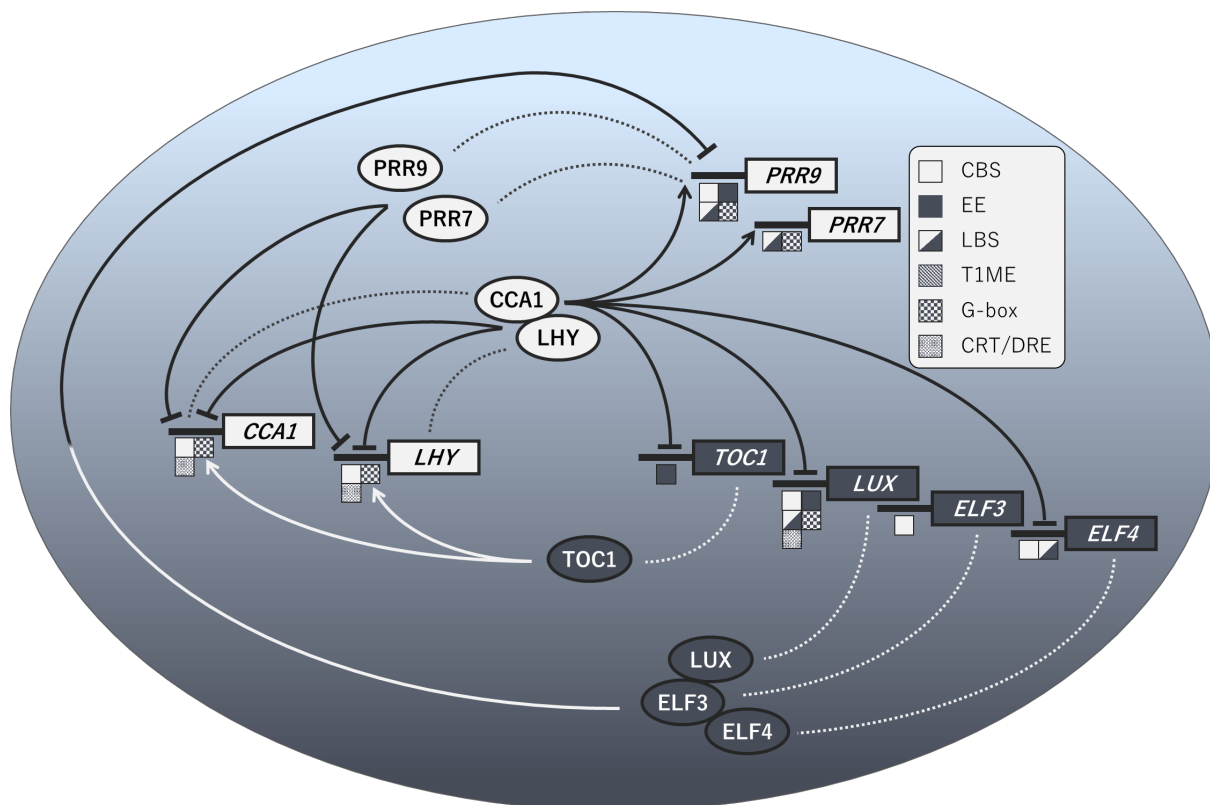 PRR9
PRR7
PRR9
PRR7
CBS
EE
LBS
T1ME
G-box
CRT/DRE
CCA1
LHY
CCA1
LHY
TOC1
LUX
ELF3
ELF4
TOC1
LUX
ELF3
ELF4